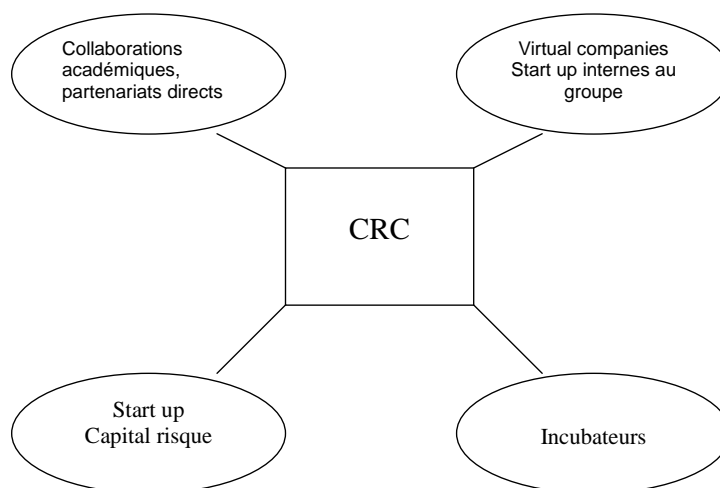 Collaborations
académiques,
partenariats directs
Virtual companies
Start up internes au
groupe
CRC
Start up
Capital risque
Incubateurs